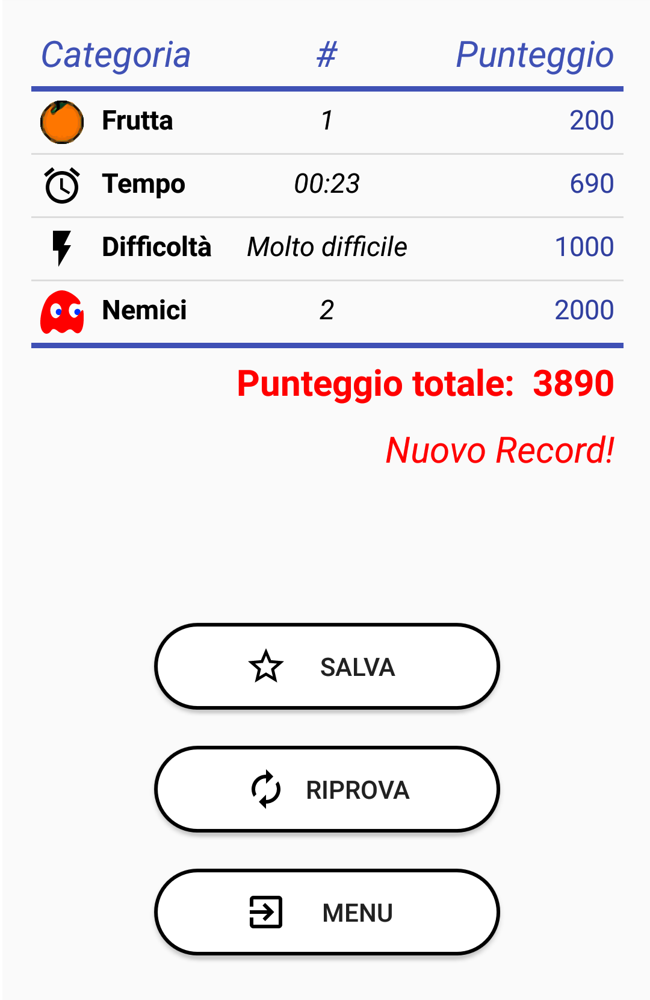 Categoria # Punteggio
Frutta 1 200
Tempo 00:23 690
Difficoltà Molto difficile 1000
Nemici 2 2000
Punteggio totale: 3890
Nuovo Record!
SALVA
RIPROVA
MENU